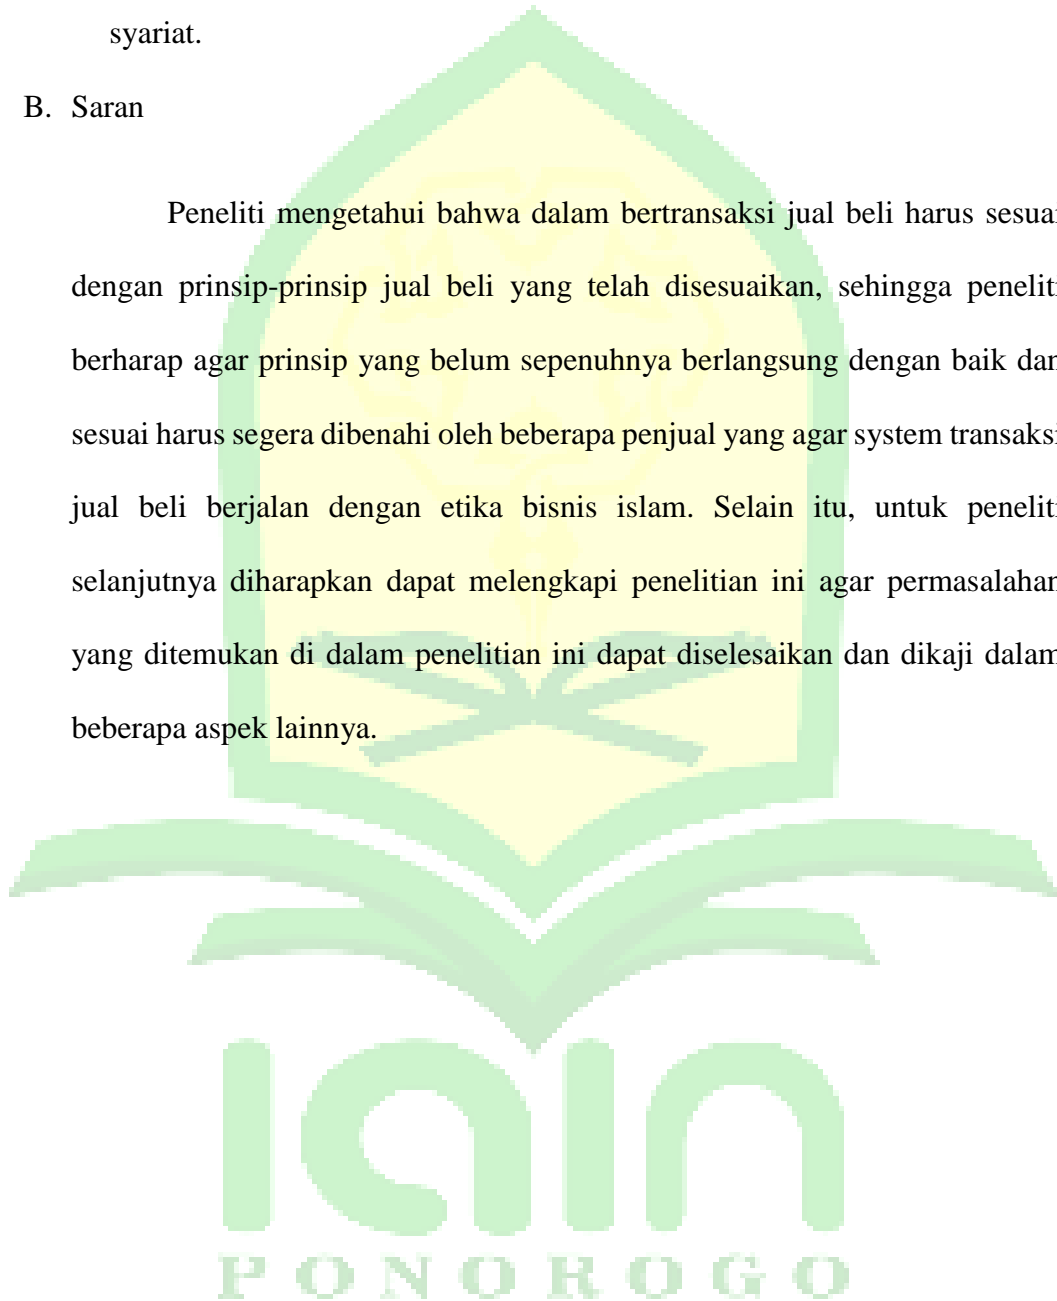 syariat.
B. Saran
Peneliti mengetahui bahwa dalam bertransaksi jual beli harus sesuai
dengan prinsip-prinsip jual beli yang telah disesuaikan, sehingga peneliti
berharap agar prinsip yang belum sepenuhnya berlangsung dengan baik dan
sesuai harus segera dibenahi oleh beberapa penjual yang agar system transaksi
jual beli berjalan dengan etika bisnis islam. Selain itu, untuk peneliti
selanjutnya diharapkan dapat melengkapi penelitian ini agar permasalahan
yang ditemukan di dalam penelitian ini dapat diselesaikan dan dikaji dalam
beberapa aspek lainnya.
IAIN
PONOROGO